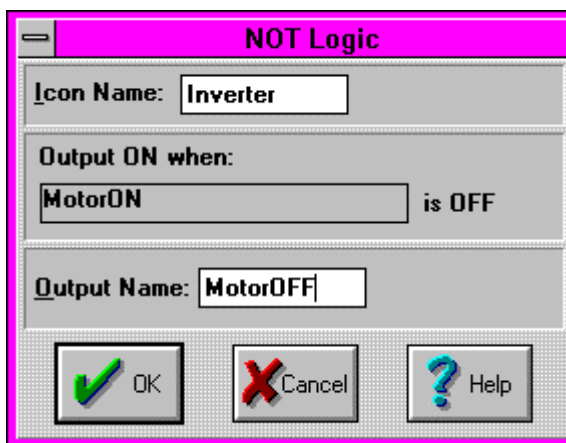 NOT Logic
Icon Name: Inverter
Output ON when:
MotorON is OFF
Output Name: MotorOFF
OK Cancel Help